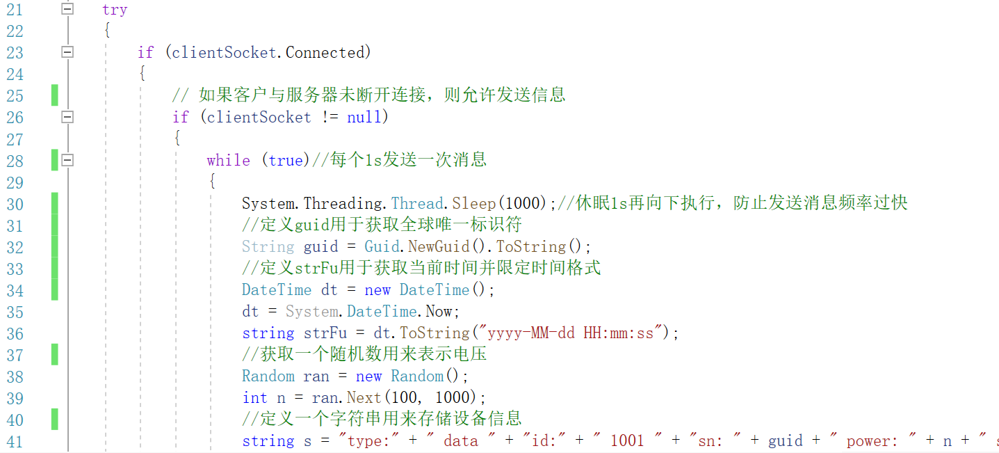 21 try
22 {
23 if (clientSocket.Connected)
24 {
25 // 如果客户与服务器未断开连接，则允许发送信息
26 if (clientSocket != null)
27 {
28 while (true)//每个1s发送一次消息
29 {
30 System.Threading.Thread.Sleep(1000);//休眠1s再向下执行，防止发送消息频率过快
31 //定义guid用于获取全球唯一标识符
32 String guid = Guid.NewGuid().ToString();
33 //定义strFu用于获取当前时间并限定时间格式
34 DateTime dt = new DateTime();
35 dt = System.DateTime.Now;
36 string strFu = dt.ToString("yyyy-MM-dd HH:mm:ss");
37 //获取一个随机数用来表示电压
38 Random ran = new Random();
39 int n = ran.Next(100, 1000);
40 //定义一个字符串用来存储设备信息
41 string s = "type:" + " data " + "id:" + " 1001 " + "sn: " + guid + " power: " + n + "